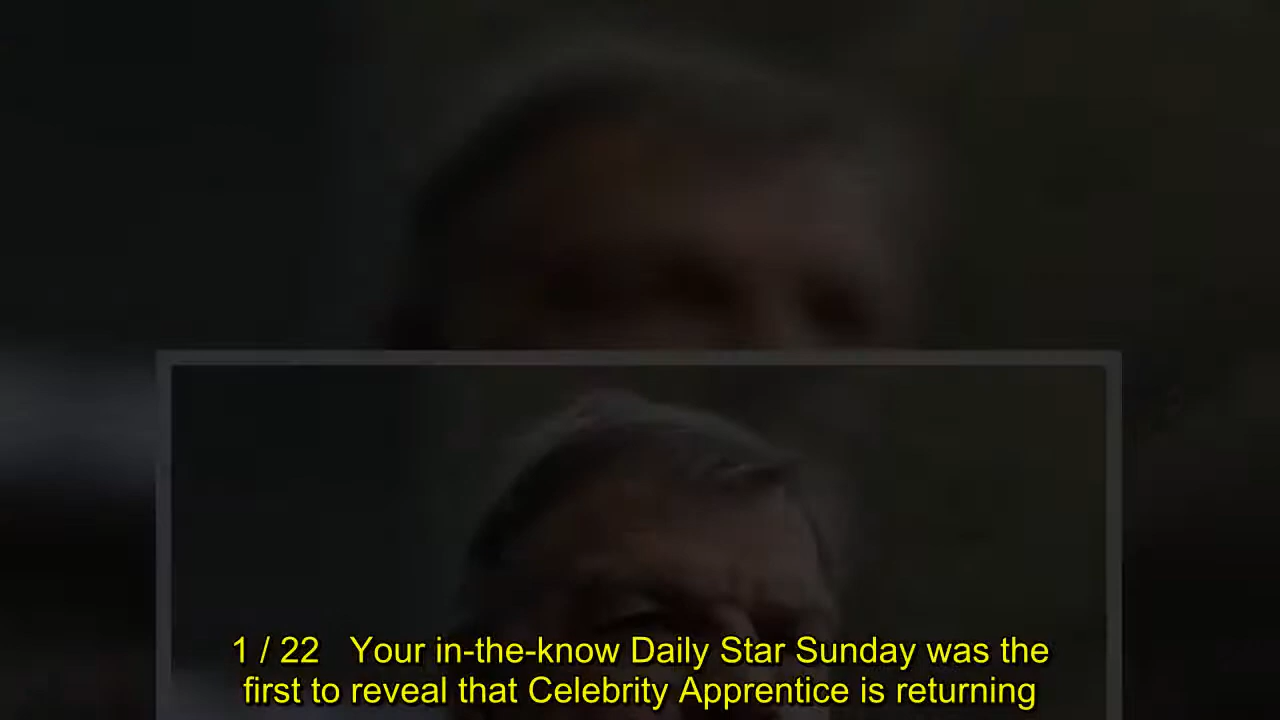 1 / 22 Your in-the-know Daily Star Sunday was the
first to reveal that Celebrity Apprentice is returning